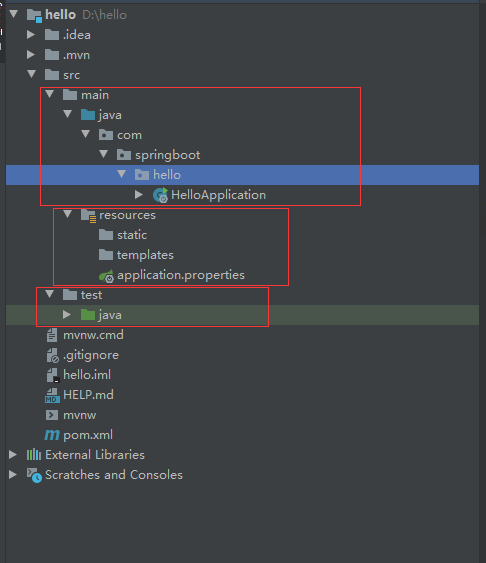 hello D:\hello
.idea
.mvn
src
main
java
com
springboot
hello
HelloApplication
resources
static
templates
application.properties
test
java
mvnw.cmd
.gitignore
hello.iml
HELP.md
mvnw
pom.xml
External Libraries
Scratches and Consoles